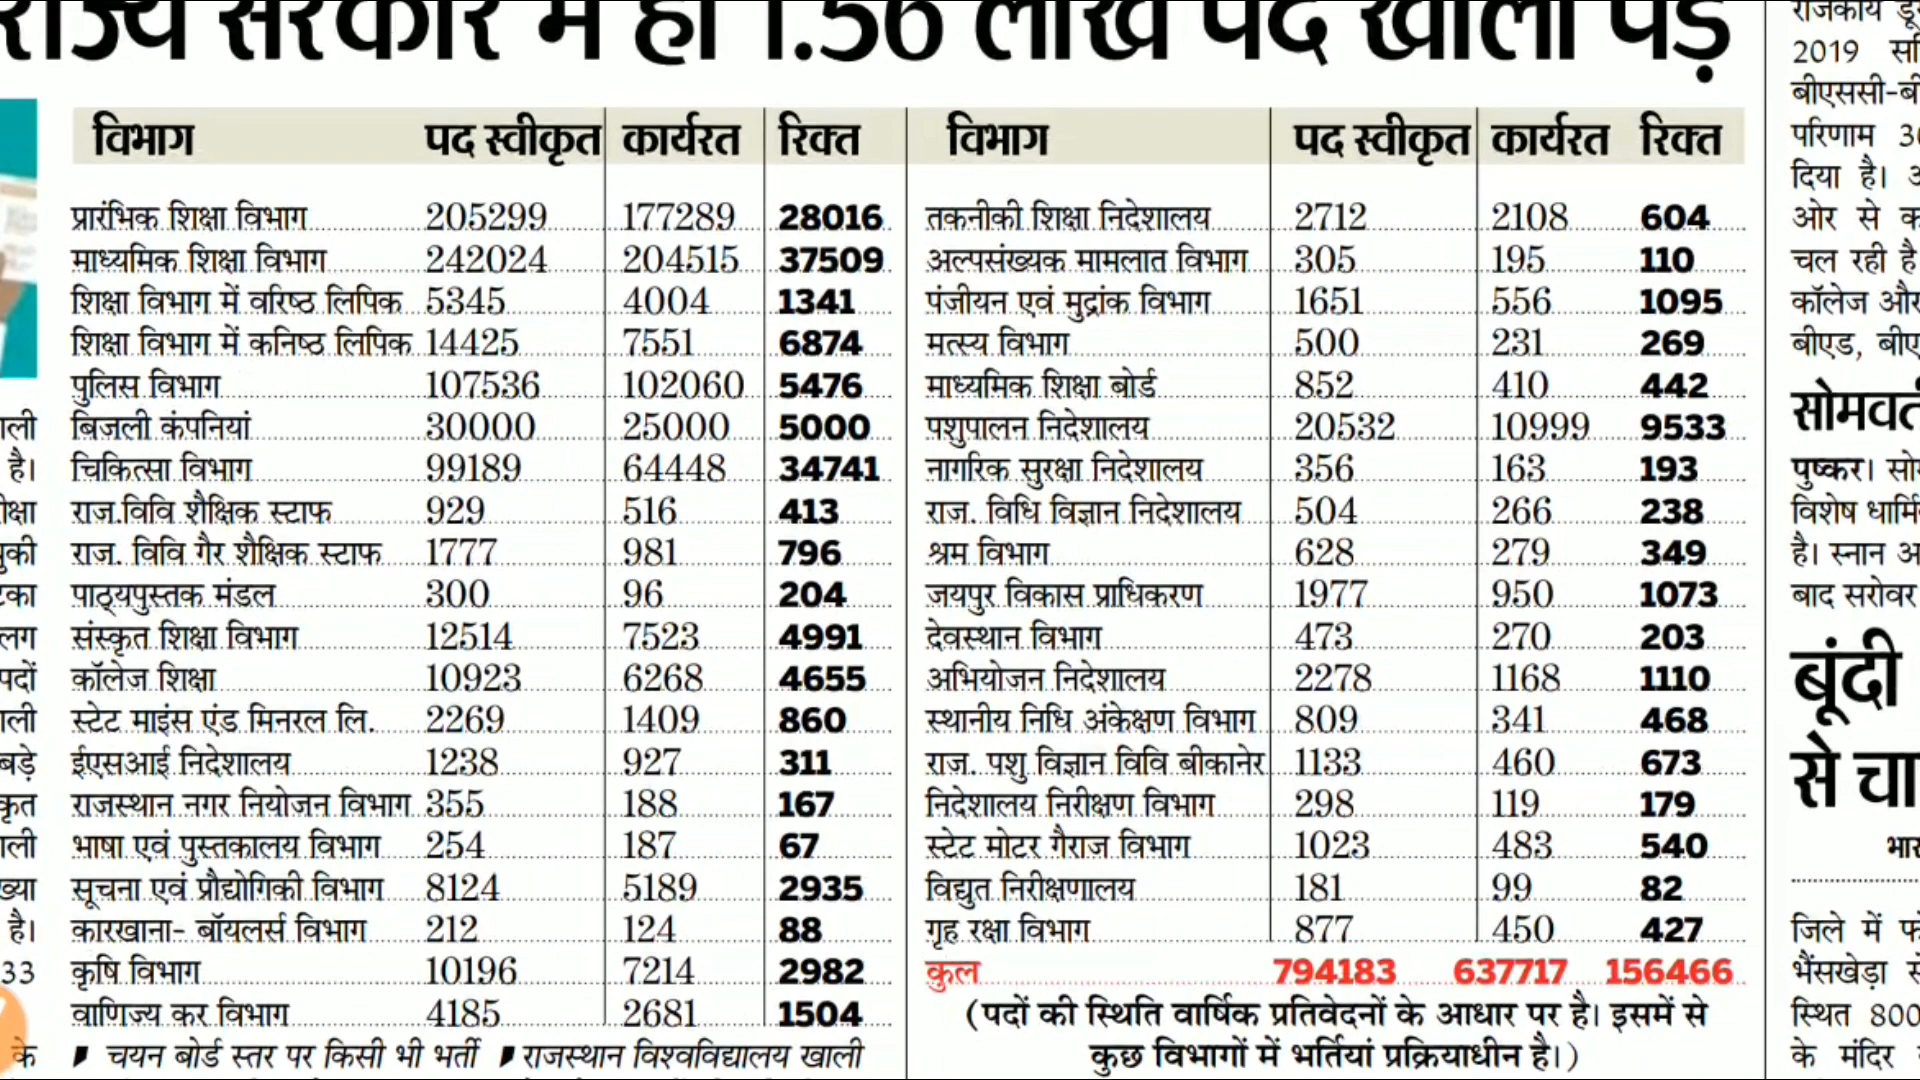 राज्य सरकार में ही 1.56 लाख पद खाली पड़े
विभाग पद स्वीकृत कार्यरत रिक्त
प्रारंभिक शिक्षा विभाग 205299 177289 28016
माध्यमिक शिक्षा विभाग 242024 204515 37509
शिक्षा विभाग में वरिष्ठ लिपिक 5345 4004 1341
शिक्षा विभाग में कनिष्ठ लिपिक 14425 7551 6874
पुलिस विभाग 107536 102060 5476
बिजली कंपनियां 30000 25000 5000
चिकित्सा विभाग 99189 64448 34741
राज.विवि शैक्षिक स्टाफ 929 516 413
राज. विवि गैर शैक्षिक स्टाफ 1777 981 796
पाठ्यपुस्तक मंडल 300 96 204
संस्कृत शिक्षा विभाग 12514 7523 4991
कॉलेज शिक्षा 10923 6268 4655
स्टेट माइंस एंड मिनरल लि. 2269 1409 860
ईएसआई निदेशालय 1238 927 311
राजस्थान नगर नियोजन विभाग 355 188 167
भाषा एवं पुस्तकालय विभाग 254 187 67
सूचना एवं प्रौद्योगिकी विभाग 8124 5189 2935
कारखाना- बॉयलर्स विभाग 212 124 88
कृषि विभाग 10196 7214 2982
वाणिज्य कर विभाग 4185 2681 1504
चयन बोर्ड स्तर पर किसी भी भर्ती
राजस्थान विश्वविद्यालय खाली
विभाग पद स्वीकृत कार्यरत रिक्त
तकनीकी शिक्षा निदेशालय 2712 2108 604
अल्पसंख्यक मामलात विभाग 305 195 110
पंजीयन एवं मुद्रांक विभाग 1651 556 1095
मत्स्य विभाग 500 231 269
माध्यमिक शिक्षा बोर्ड 852 410 442
पशुपालन निदेशालय 20532 10999 9533
नागरिक सुरक्षा निदेशालय 356 163 193
राज. विधि विज्ञान निदेशालय 504 266 238
श्रम विभाग 628 279 349
जयपुर विकास प्राधिकरण 1977 950 1073
देवस्थान विभाग 473 270 203
अभियोजन निदेशालय 2278 1168 1110
स्थानीय निधि अंकेक्षण विभाग 809 341 468
राज. पशु विज्ञान विवि बीकानेर 1133 460 673
निदेशालय निरीक्षण विभाग 298 119 179
स्टेट मोटर गैराज विभाग 1023 483 540
विद्युत निरीक्षणालय 181 99 82
गृह रक्षा विभाग 877 450 427
कुल 794183 637717 156466
(पदों की स्थिति वार्षिक प्रतिवेदनों के आधार पर है। इसमें से
कुछ विभागों में भर्तियां प्रक्रियाधीन है।)
राजकीय
2019
बीएससी-
परिणाम
दिया है।
ओर से
चल रही है
कॉलेज और
बीएड,
सोमवती
पुष्कर।
विशेष
है। स्नान
बाद सरोवर
बूंदी
से
जिले में
भैंसखेड़ा
स्थित 800
के मंदिर
है।
पदों
है।
33
के